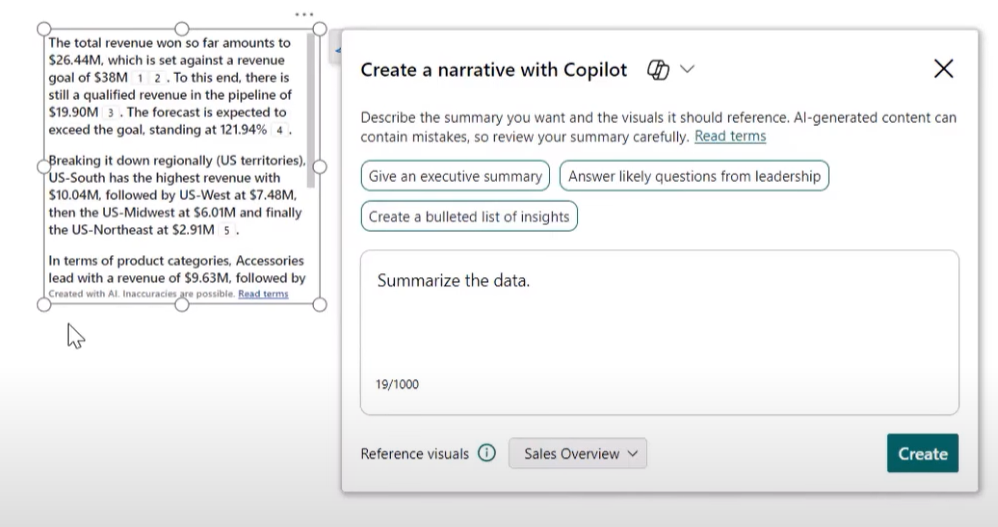 The total revenue won so far amounts to
$26.44M, which is set against a revenue
goal of $38M 1 2 . To this end, there is
still a qualified revenue in the pipeline of
$19.90M 3 . The forecast is expected to
exceed the goal, standing at 121.94% 4 .
Breaking it down regionally (US territories),
US-South has the highest revenue with
$10.04M, followed by US-West at $7.48M,
then the US-Midwest at $6.01M and finally
the US-Northeast at $2.91M 5 .
In terms of product categories, Accessories
lead with a revenue of $9.63M, followed by
Created with AI. Inaccuracies are possible. Read terms
Create a narrative with Copilot
Describe the summary you want and the visuals it should reference. AI-generated content can
contain mistakes, so review your summary carefully. Read terms
Give an executive summary
Answer likely questions from leadership
Create a bulleted list of insights
Summarize the data.
19/1000
Reference visuals
Sales Overview
Create